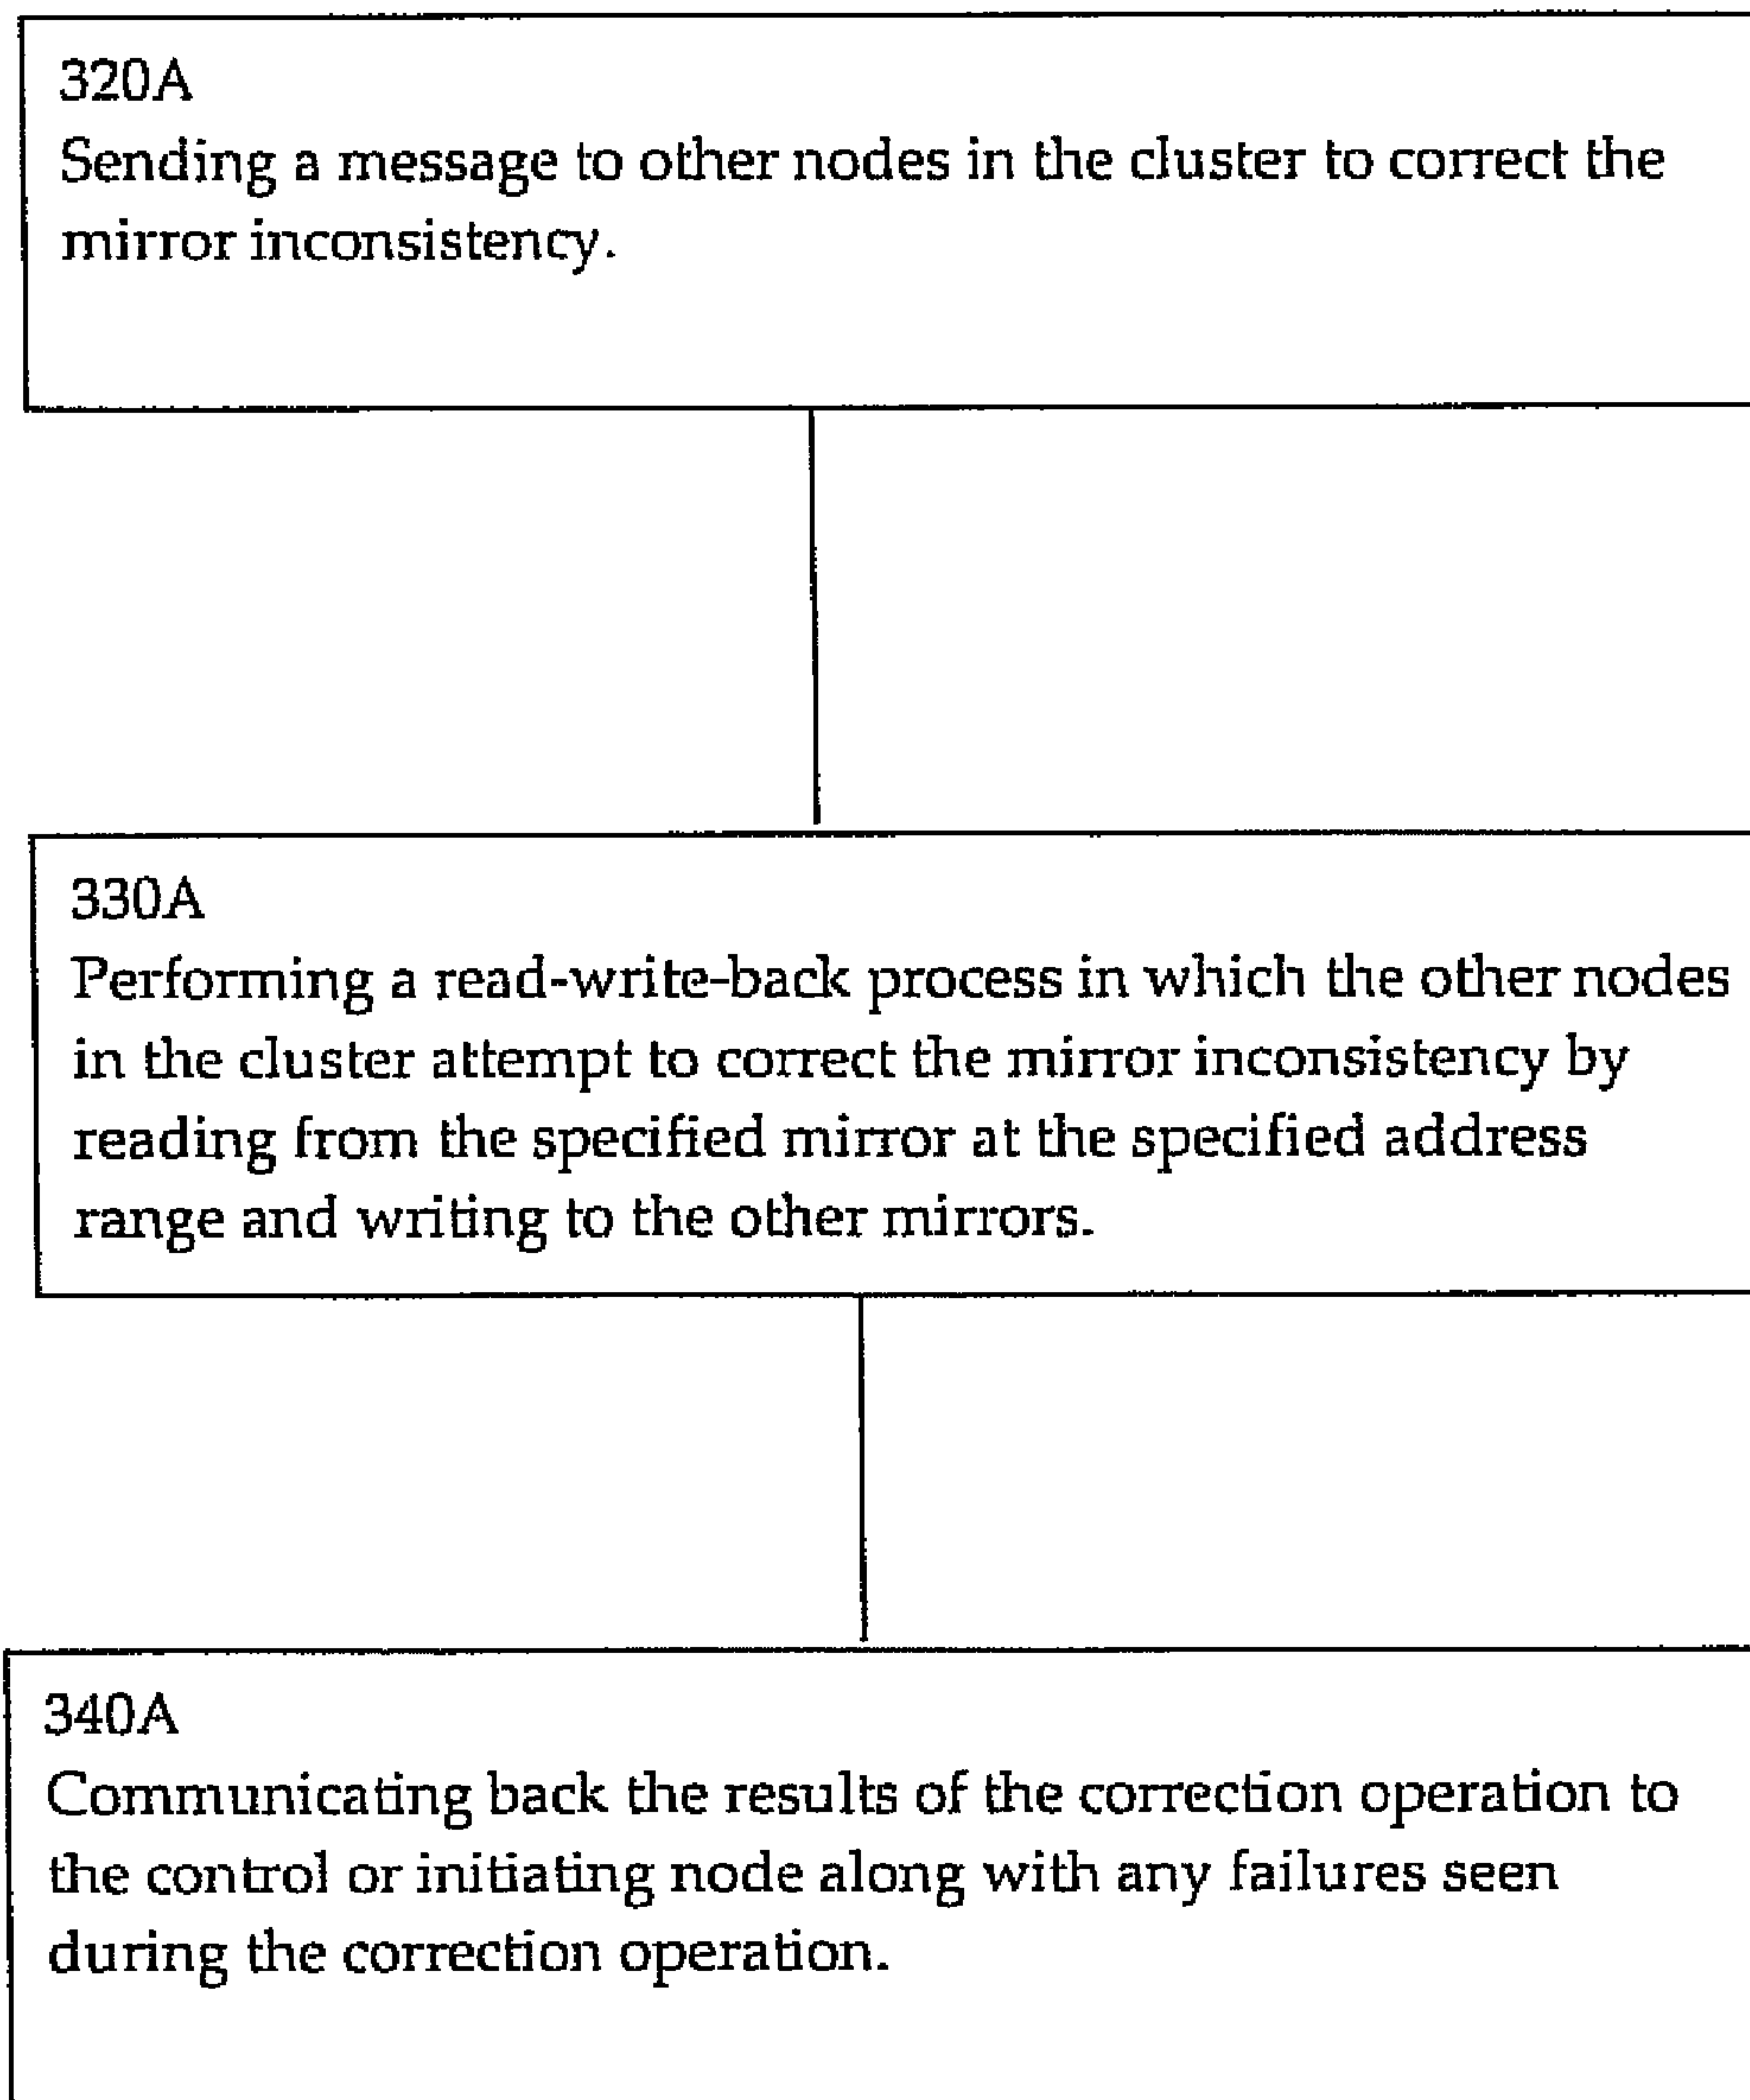 320A
Sending a message to other nodes in the cluster to correct the
mirror inconsistency.
330A
Performing a read-write-back process in which the other nodes
in the cluster attempt to correct the mirror inconsistency by
reading from the specified mirror at the specified address
range and writing to the other mirrors.
340A
Communicating back the results of the correction operation to
the control or initiating node along with any failures seen
during the correction operation.